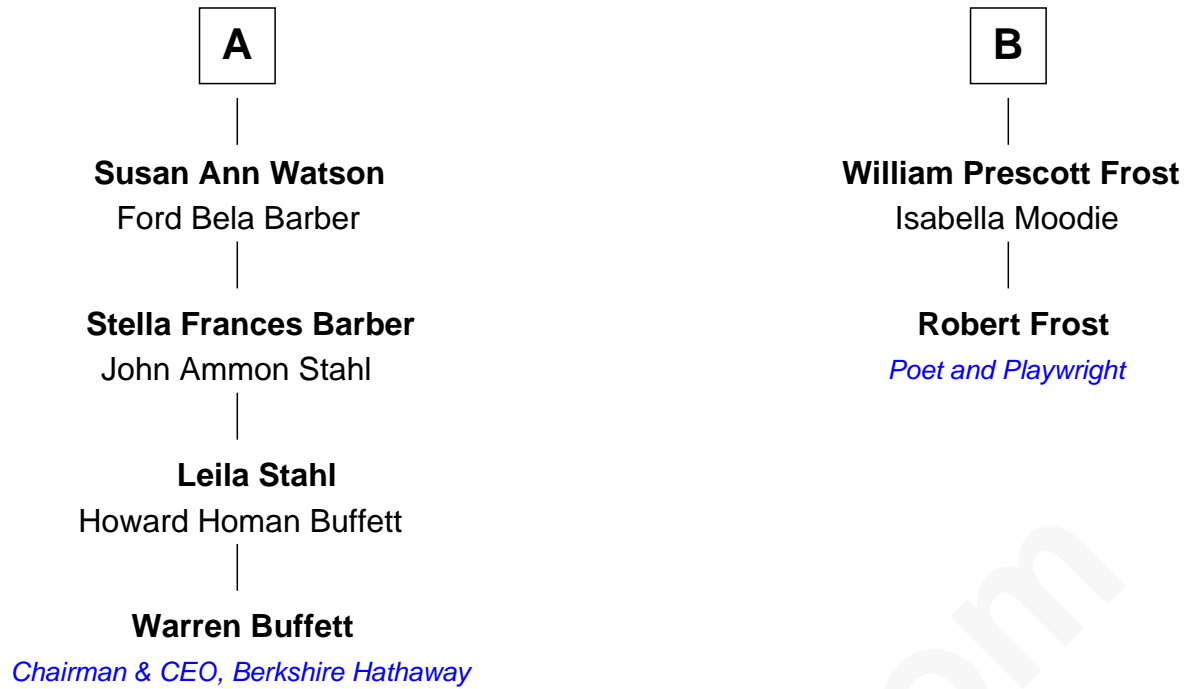 A
Susan Ann Watson
Ford Bela Barber
Stella Frances Barber
John Ammon Stahl
Leila Stahl
Howard Homan Buffett
Warren Buffett
Chairman & CEO, Berkshire Hathaway
B
William Prescott Frost
Isabella Moodie
Robert Frost
Poet and Playwright
om